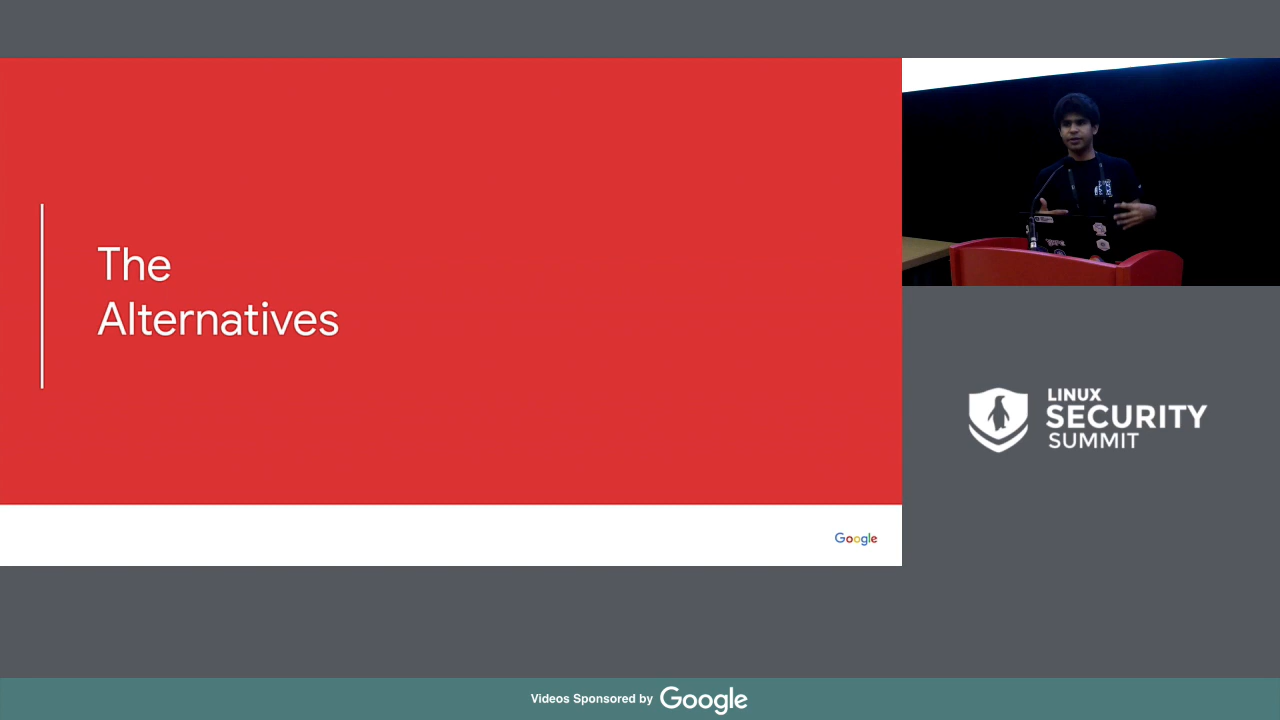 The
Alternatives
Google
LINUX
SECURITY
SUMMIT
Videos Sponsored by Google